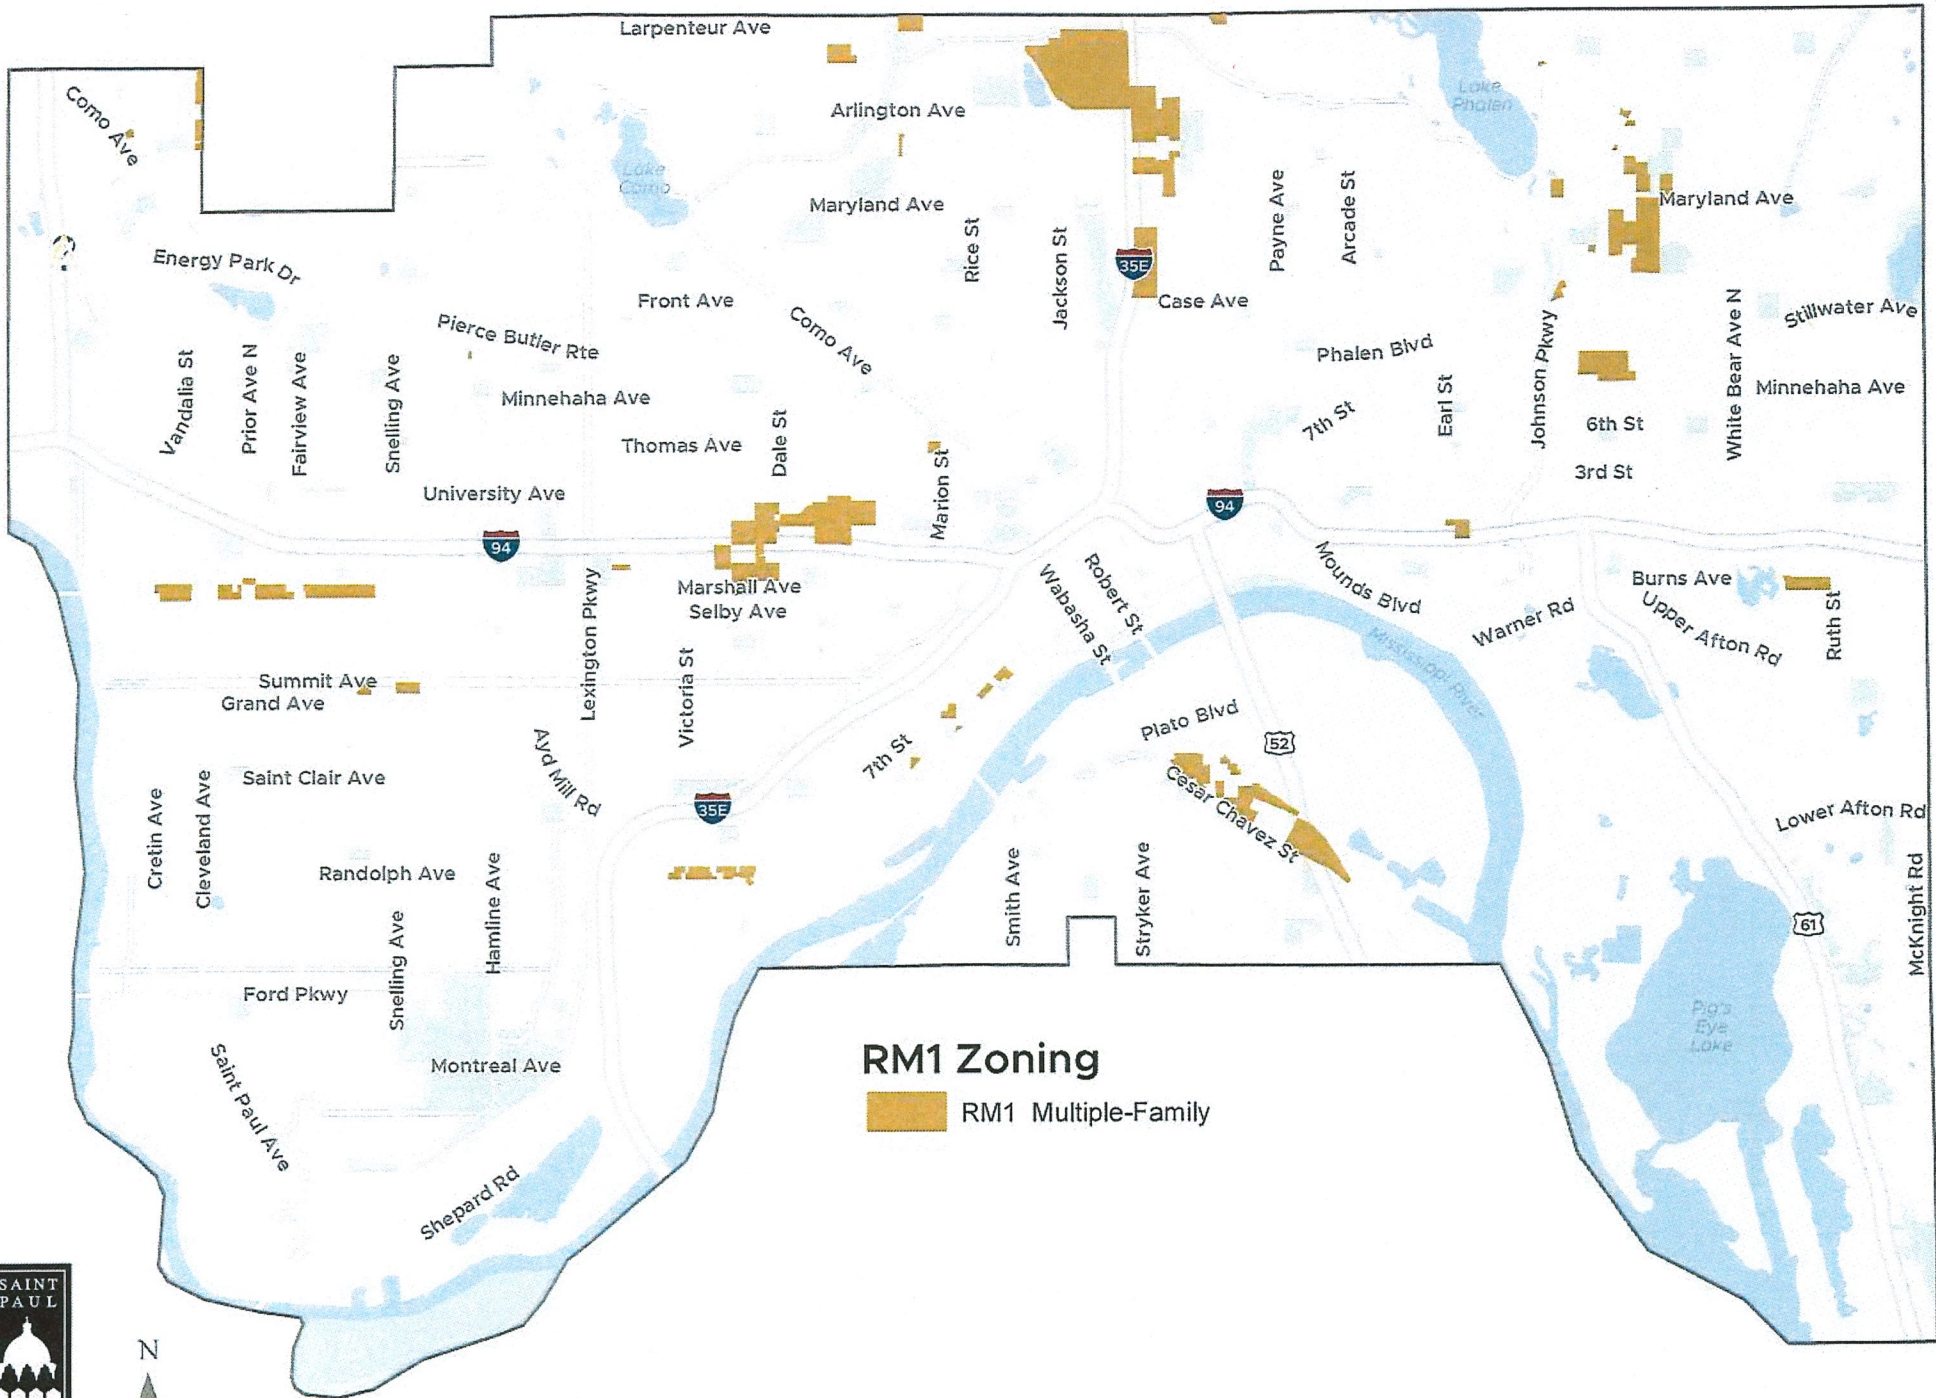 Larpenteur Ave
Como Ave
Arlington Ave
Lake
Phalen
Lake
Como
Maryland Ave
Maryland Ave
Rice St
Jackson St
Payne Ave
Arcade St
35E
Energy Park Dr
Front Ave
Case Ave
Pierce Butler Rte
Como Ave
Stillwater Ave
Phalen Blvd
Vandalia St
Prior Ave N
Fairview Ave
Snelling Ave
Minnehaha Ave
Johnson Pkwy
White Bear Ave N
Minnehaha Ave
Earl St
7th St
6th St
Thomas Ave
Dale St
Marion St
3rd St
University Ave
94
94
Marshall Ave
Selby Ave
Lexington Pkwy
Robert St
Wabasha St
Mounds Blvd
Burns Ave
Warner Rd
Upper Afton Rd
Ruth St
Mississippi River
Summit Ave
Grand Ave
Victoria St
Plato Blvd
52
7th St
Ayd Mill Rd
Saint Clair Ave
Cesar Chavez St
35E
Lower Afton Rd
Cretin Ave
Cleveland Ave
Randolph Ave
Hamline Ave
Smith Ave
Stryker Ave
McKnight Rd
61
Snelling Ave
Ford Pkwy
Pig's
Eye
Lake
Montreal Ave
Saint Paul Ave
Shepard Rd
RM1 Zoning
RM1 Multiple-Family
SAINT
PAUL
N